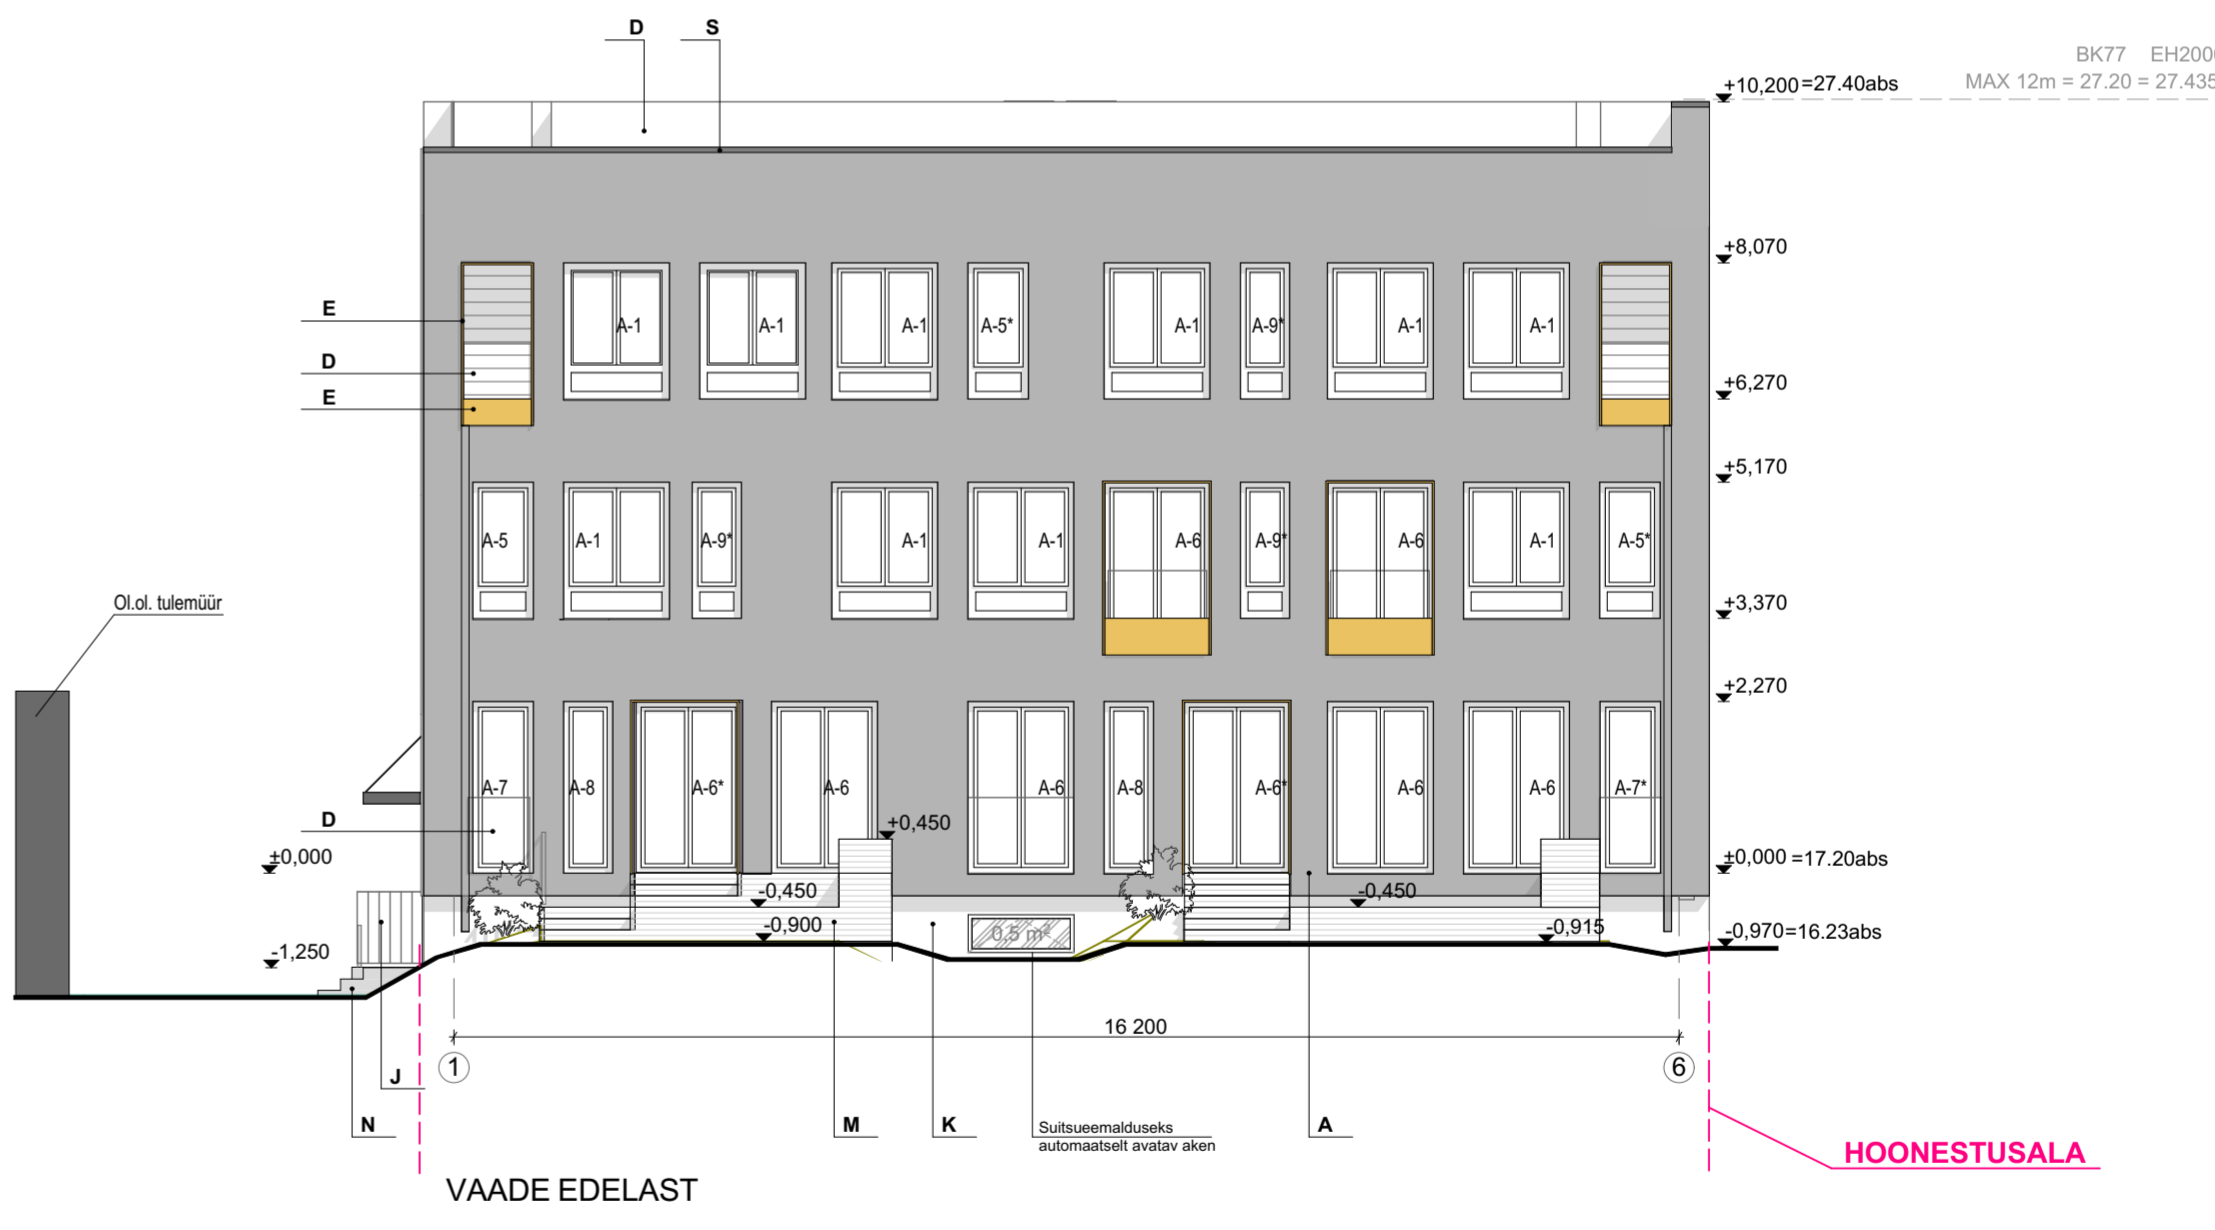 D S
BK77 EH200
MAX 12m = 27.20 = 27.435
+10,200=27.40abs
+8,070
E
A-1 A-1 A-1 A-5* A-1 A-9* A-1 A-1
D
+6,270
E
+5,170
A-5 A-1 A-9* A-1 A-1 A-6 A-9* A-6 A-1 A-5*
Ol.ol. tulemüür
+3,370
+2,270
A-7 A-8 A-6* A-6 A-6 A-8 A-6* A-6 A-6 A-7*
D
+0,450
±0,000
±0,000 =17.20abs
-0,450 -0,450
-0,900 0,5 m² -0,915
-0,970=16.23abs
-1,250
16 200
1 6
J
N M K
Suitsueemalduseks
automaatselt avatav aken
A
HOONESTUSALA
VAADE EDELAST